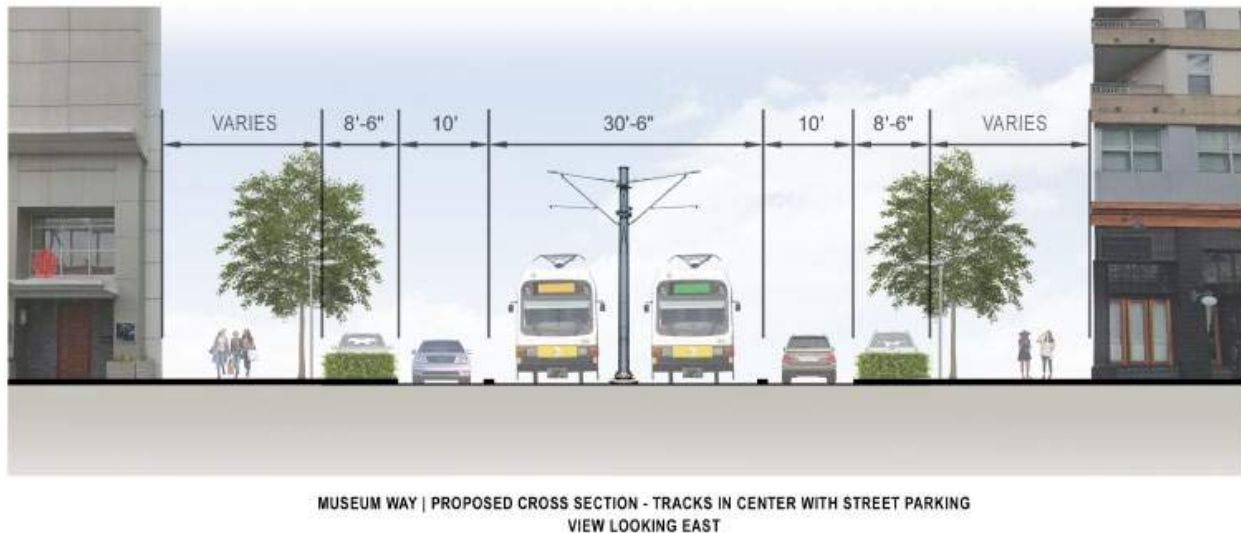 VARIES 8'-6" 10' 30'-6" 10' 8'-6" VARIES
MUSEUM WAY | PROPOSED CROSS SECTION - TRACKS IN CENTER WITH STREET PARKING
VIEW LOOKING EAST